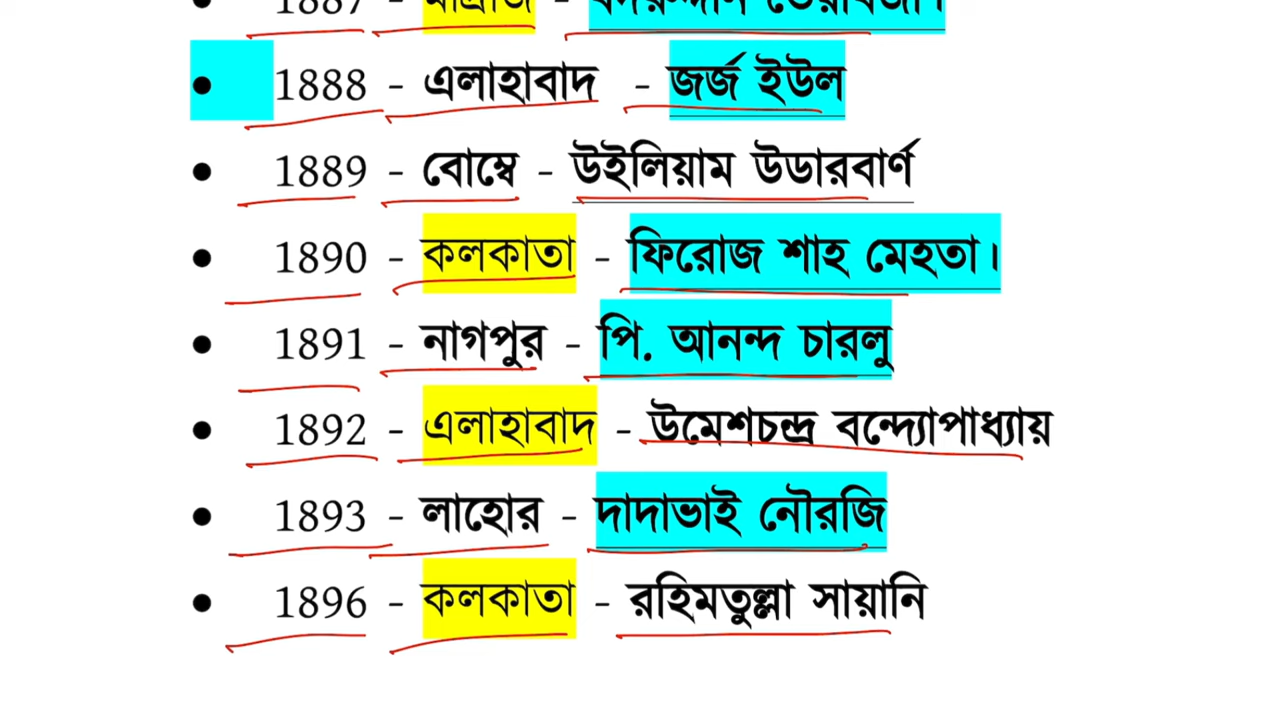 • 1887 - মাদ্রাজ -
• 1888 - এলাহাবাদ - জর্জ ইউল
• 1889 - বোম্বে - উইলিয়াম উডারবার্ণ
• 1890 - কলকাতা - ফিরোজ শাহ মেহতা।
• 1891 - নাগপুর - পি. আনন্দ চারলু
• 1892 - এলাহাবাদ - উমেশচন্দ্র বন্দ্যোপাধ্যায়
• 1893 - লাহোর - দাদাভাই নৌরজি
• 1896 - কলকাতা - রহিমতুল্লা সায়ানি